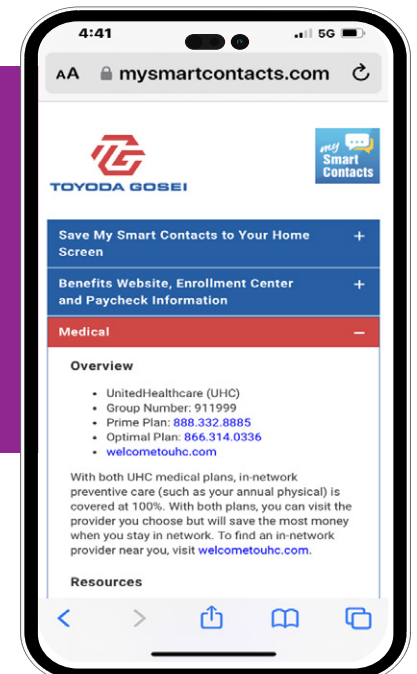 4:41 5G
AA mysmartcontacts.com
TG
TOYODA GOSEI
my
Smart
Contacts
Save My Smart Contacts to Your Home +
Screen
Benefits Website, Enrollment Center +
and Paycheck Information
Medical –
Overview
• UnitedHealthcare (UHC)
• Group Number: 911999
• Prime Plan: 888.332.8885
• Optimal Plan: 866.314.0336
• welcometouhc.com
With both UHC medical plans, in-network
preventive care (such as your annual physical) is
covered at 100%. With both plans, you can visit the
provider you choose but will save the most money
when you stay in network. To find an in-network
provider near you, visit welcometouhc.com.
Resources